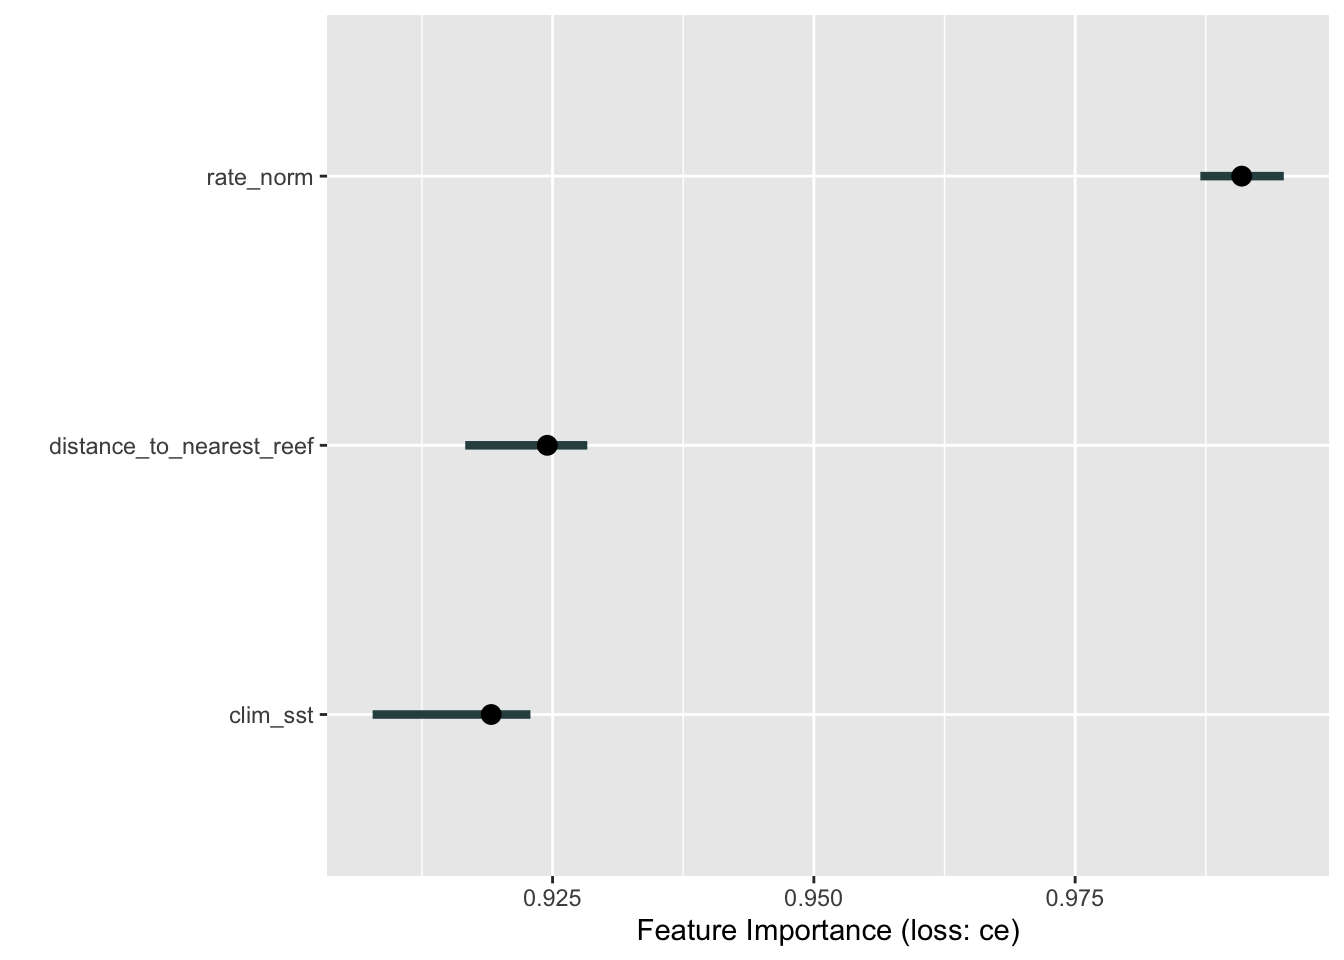 rate_norm
distance_to_nearest_reef
clim_sst
0.925 0.950 0.975
Feature Importance (loss: ce)